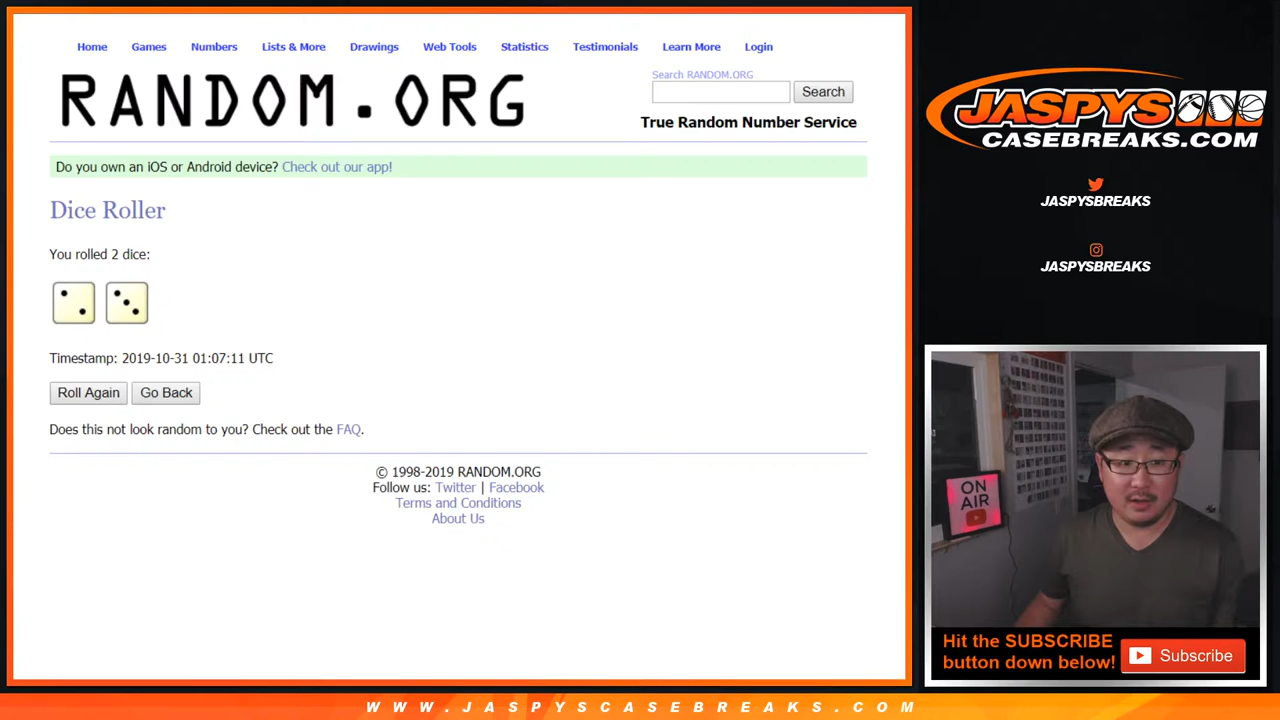 Home Games Numbers Lists & More Drawings Web Tools Statistics Testimonials Learn More Login
RANDOM.ORG
Search RANDOM.ORG
Search
True Random Number Service
Do you own an iOS or Android device? Check out our app!
Dice Roller
You rolled 2 dice:
Timestamp: 2019-10-31 01:07:11 UTC
Roll Again Go Back
Does this not look random to you? Check out the FAQ.
© 1998-2019 RANDOM.ORG
Follow us: Twitter | Facebook
Terms and Conditions
About Us
JASPYS
CASEBREAKS.COM
JASPYSBREAKS
JASPYSBREAKS
ON
AIR
Hit the SUBSCRIBE
button down below!
Subscribe
WWW.JASPYSCASEBREAKS.COM